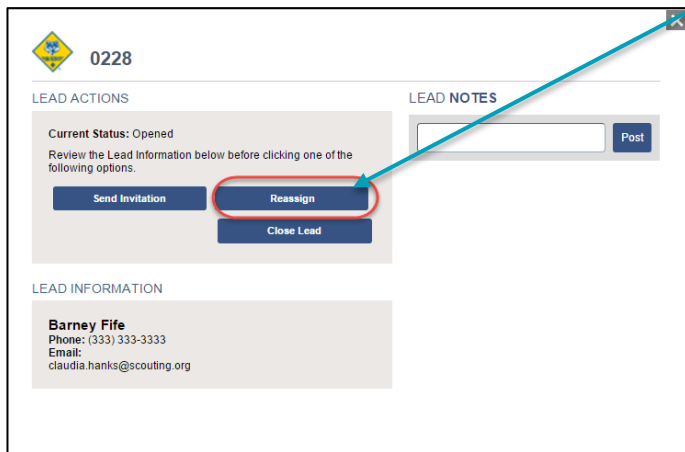 0228
LEAD ACTIONS
Current Status: Opened
Review the Lead Information below before clicking one of the
following options.
Send Invitation
Reassign
Close Lead
LEAD NOTES
Post
LEAD INFORMATION
Barney Fife
Phone: (333) 333-3333
Email:
claudia.hanks@scouting.org